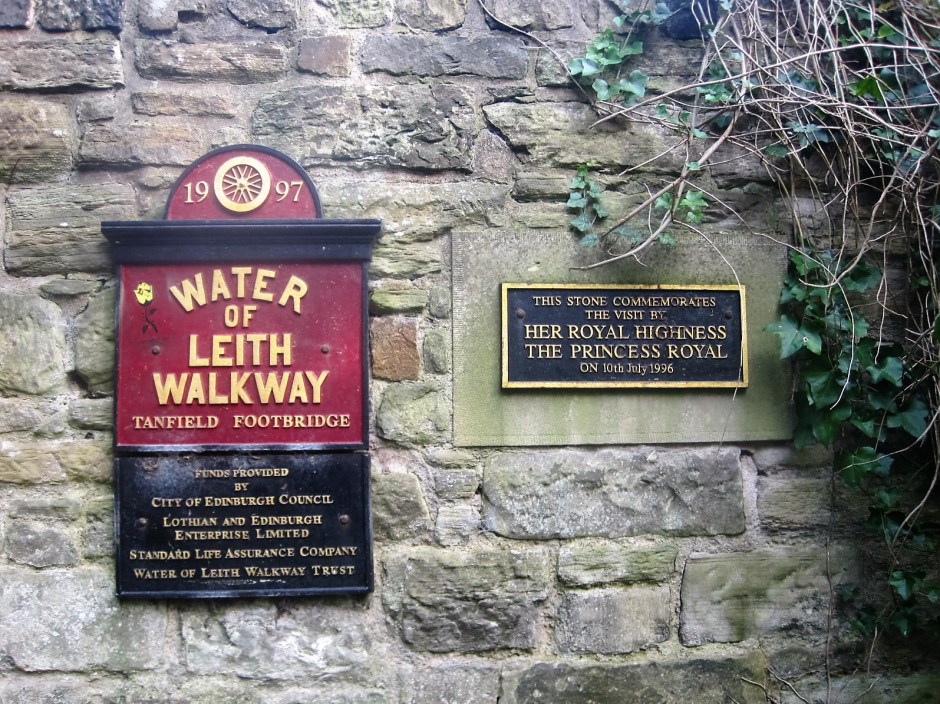 1997
WATER
OF
LEITH
WALKWAY
TANFIELD FOOTBRIDGE
FUNDS PROVIDED
BY
CITY OF EDINBURGH COUNCIL
LOTHIAN AND EDINBURGH
ENTERPRISE LIMITED
STANDARD LIFE ASSURANCE COMPANY
WATER OF LEITH WALKWAY TRUST
THIS STONE COMMEMORATES
THE VISIT BY
HER ROYAL HIGHNESS
THE PRINCESS ROYAL
ON 10th JULY 1996